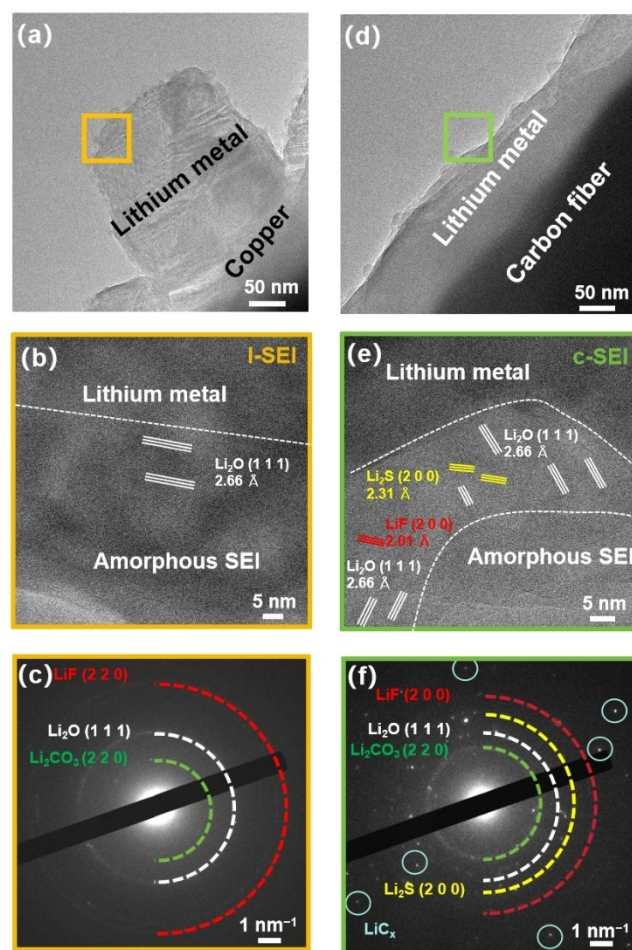 (a)
Lithium metal
Copper
50 nm
(d)
Lithium metal
Carbon fiber
50 nm
(b)
I-SEI
Lithium metal
Li₂O (1 1 1)
2.66 Å
Amorphous SEI
5 nm
(e)
c-SEI
Lithium metal
Li₂O (1 1 1)
2.66 Å
Li₂S (2 0 0)
2.31 Å
LiF (2 0 0)
2.01 Å
Li₂O (1 1 1)
2.66 Å
Amorphous SEI
5 nm
(c)
LiF (2 2 0)
Li₂O (1 1 1)
Li₂CO₃ (2 2 0)
1 nm⁻¹
(f)
LiF (2 0 0)
Li₂O (1 1 1)
Li₂CO₃ (2 2 0)
Li₂S (2 0 0)
LiCₓ
1 nm⁻¹